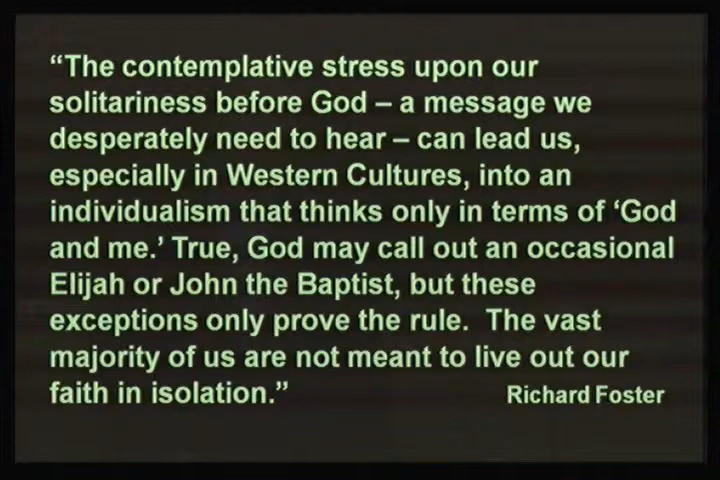 “The contemplative stress upon our
solitariness before God – a message we
desperately need to hear – can lead us,
especially in Western Cultures, into an
individualism that thinks only in terms of ‘God
and me.’ True, God may call out an occasional
Elijah or John the Baptist, but these
exceptions only prove the rule.  The vast
majority of us are not meant to live out our
faith in isolation.”
Richard Foster